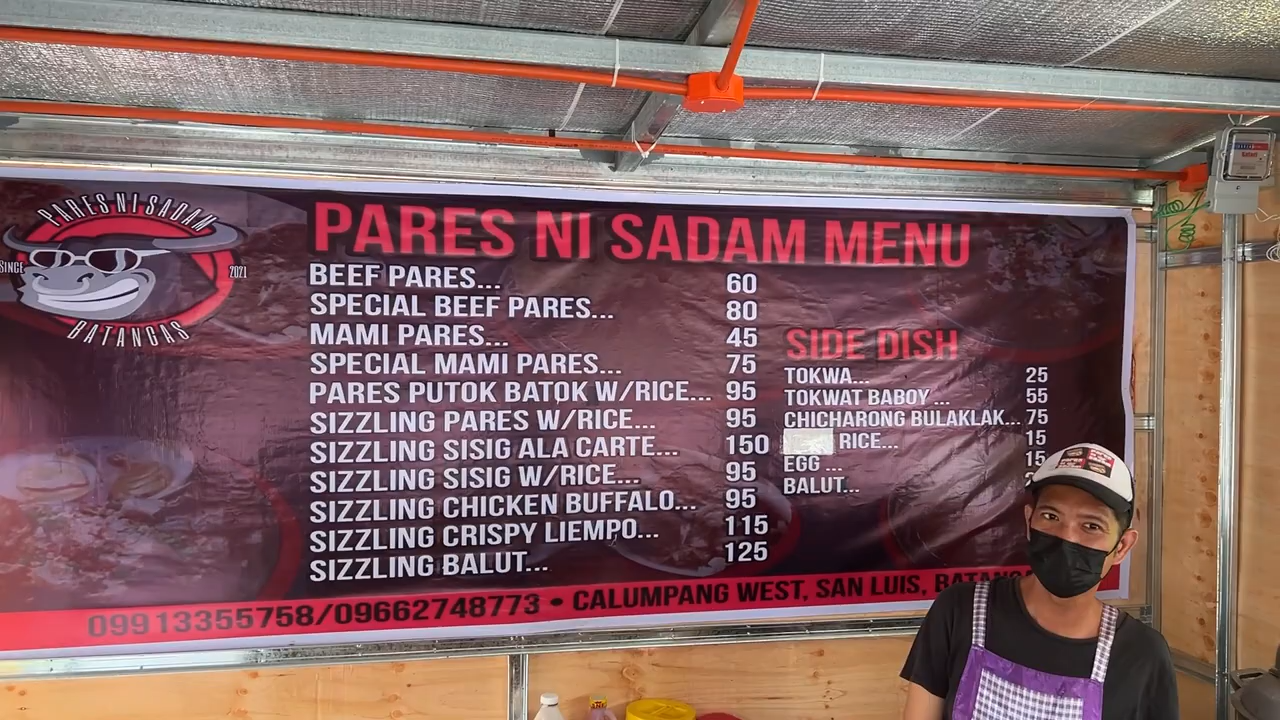 PARES NI SADAM
SINCE 2021
BATANGAS
PARES NI SADAM MENU
BEEF PARES... 60
SPECIAL BEEF PARES... 80
MAMI PARES... 45
SPECIAL MAMI PARES... 75
PARES PUTOK BATOK W/RICE... 95
SIZZLING PARES W/RICE... 95
SIZZLING SISIG ALA CARTE... 150
SIZZLING SISIG W/RICE... 95
SIZZLING CHICKEN BUFFALO... 95
SIZZLING CRISPY LIEMPO... 115
SIZZLING BALUT... 125
SIDE DISH
TOKWA... 25
TOKWAT BABOY ... 55
CHICHARONG BULAKLAK... 75
RICE... 15
EGG ... 15
BALUT...
09913355758/09662748773 • CALUMPANG WEST, SAN LUIS,